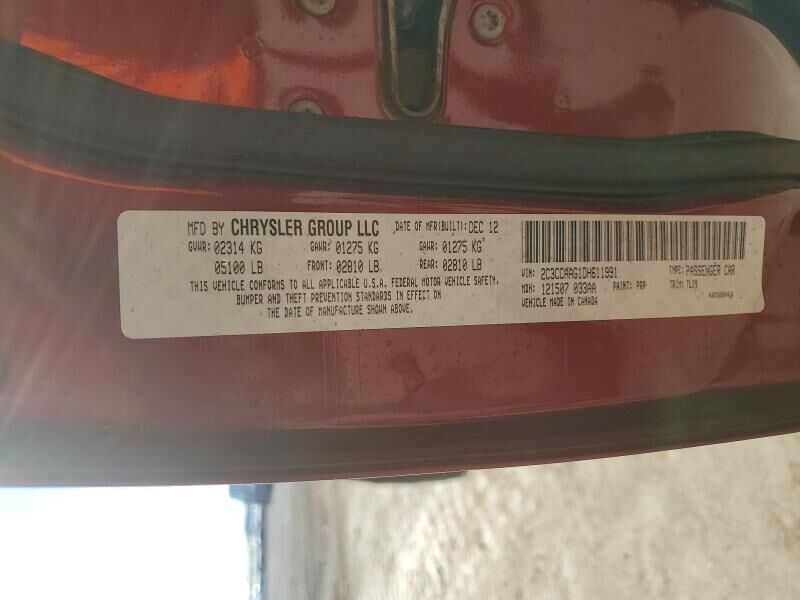 MFD BY CHRYSLER GROUP LLC DATE OF MFR(BUILT):DEC 12
GVWR: 02314 KG GAWR: 01275 KG GAWR: 01275 KG
05100 LB FRONT: 02810 LB REAR: 02810 LB
THIS VEHICLE CONFORMS TO ALL APPLICABLE U.S.A. FEDERAL MOTOR VEHICLE SAFETY,
BUMPER AND THEFT PREVENTION STANDARDS IN EFFECT ON
THE DATE OF MANUFACTURE SHOWN ABOVE.
VIN: 2C3CCAAG1DH611991 TYPE: PASSENGER CAR
MDH: 121507 033AA PAINT: PRP TRIM: TLX9
VEHICLE MADE IN CANADA